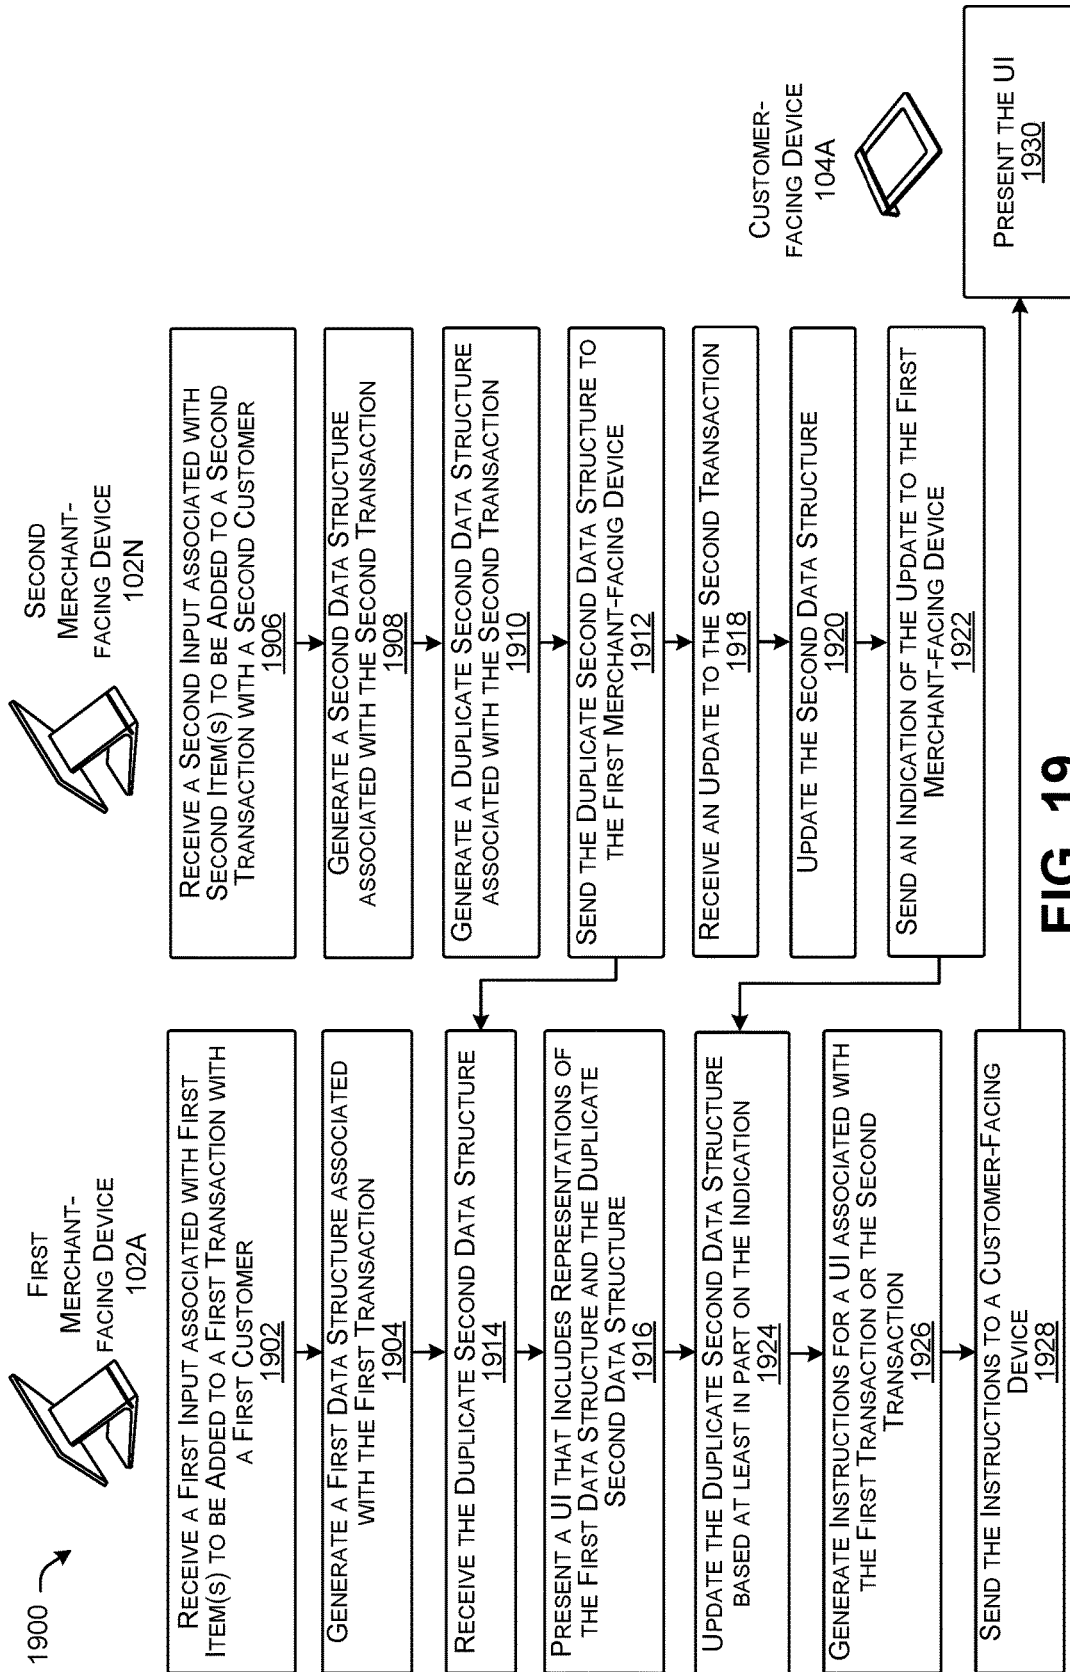 1900
FIRST
MERCHANT-
FACING DEVICE
102A
RECEIVE A FIRST INPUT ASSOCIATED WITH FIRST
ITEM(S) TO BE ADDED TO A FIRST TRANSACTION WITH
A FIRST CUSTOMER
1902
GENERATE A FIRST DATA STRUCTURE ASSOCIATED
WITH THE FIRST TRANSACTION
1904
RECEIVE THE DUPLICATE SECOND DATA STRUCTURE
1914
PRESENT A UI THAT INCLUDES REPRESENTATIONS OF
THE FIRST DATA STRUCTURE AND THE DUPLICATE
SECOND DATA STRUCTURE
1916
UPDATE THE DUPLICATE SECOND DATA STRUCTURE
BASED AT LEAST IN PART ON THE INDICATION
1924
GENERATE INSTRUCTIONS FOR A UI ASSOCIATED WITH
THE FIRST TRANSACTION OR THE SECOND
TRANSACTION
1926
SEND THE INSTRUCTIONS TO A CUSTOMER-FACING
DEVICE
1928
SECOND
MERCHANT-
FACING DEVICE
102N
RECEIVE A SECOND INPUT ASSOCIATED WITH
SECOND ITEM(S) TO BE ADDED TO A SECOND
TRANSACTION WITH A SECOND CUSTOMER
1906
GENERATE A SECOND DATA STRUCTURE
ASSOCIATED WITH THE SECOND TRANSACTION
1908
GENERATE A DUPLICATE SECOND DATA STRUCTURE
ASSOCIATED WITH THE SECOND TRANSACTION
1910
SEND THE DUPLICATE SECOND DATA STRUCTURE TO
THE FIRST MERCHANT-FACING DEVICE
1912
RECEIVE AN UPDATE TO THE SECOND TRANSACTION
1918
UPDATE THE SECOND DATA STRUCTURE
1920
SEND AN INDICATION OF THE UPDATE TO THE FIRST
MERCHANT-FACING DEVICE
1922
CUSTOMER-
FACING DEVICE
104A
PRESENT THE UI
1930
FIG. 19